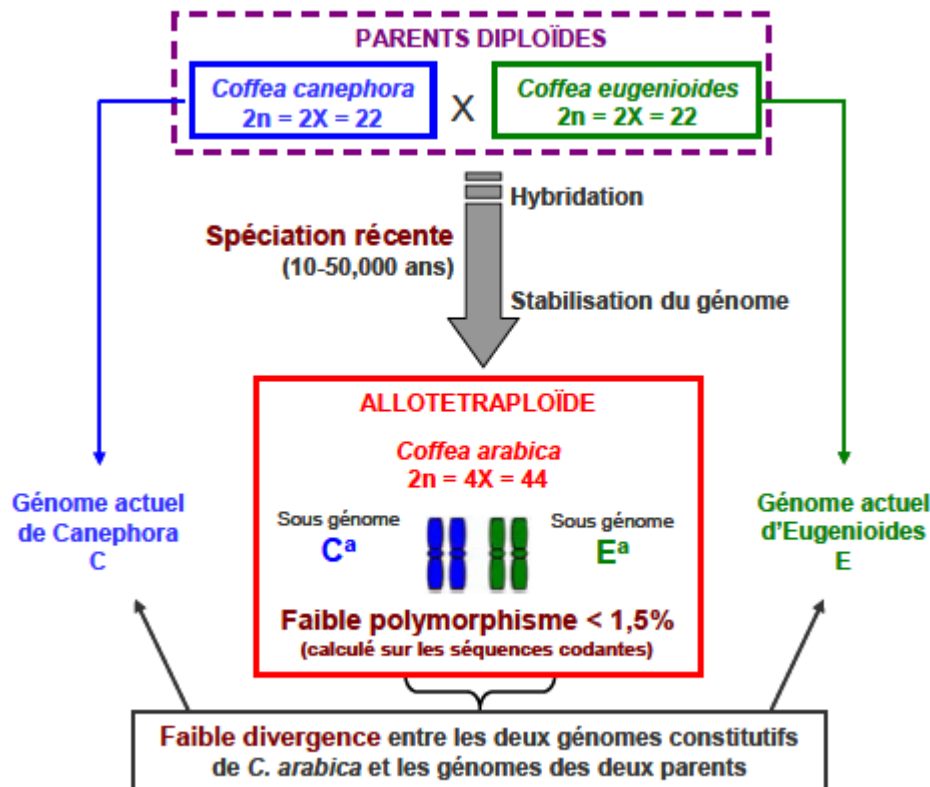 PARENTS DIPLOÏDES
Coffea canephora
2n = 2X = 22
X
Coffea eugenioides
2n = 2X = 22
Hybridation
Spéciation récente
(10-50,000 ans)
Stabilisation du génome
ALLOTETRAPLOÏDE
Coffea arabica
2n = 4X = 44
Sous génome
Cᵃ
Sous génome
Eᵃ
Faible polymorphisme < 1,5%
(calculé sur les séquences codantes)
Génome actuel
de Canephora
C
Génome actuel
d'Eugenioides
E
Faible divergence entre les deux génomes constitutifs
de C. arabica et les génomes des deux parents